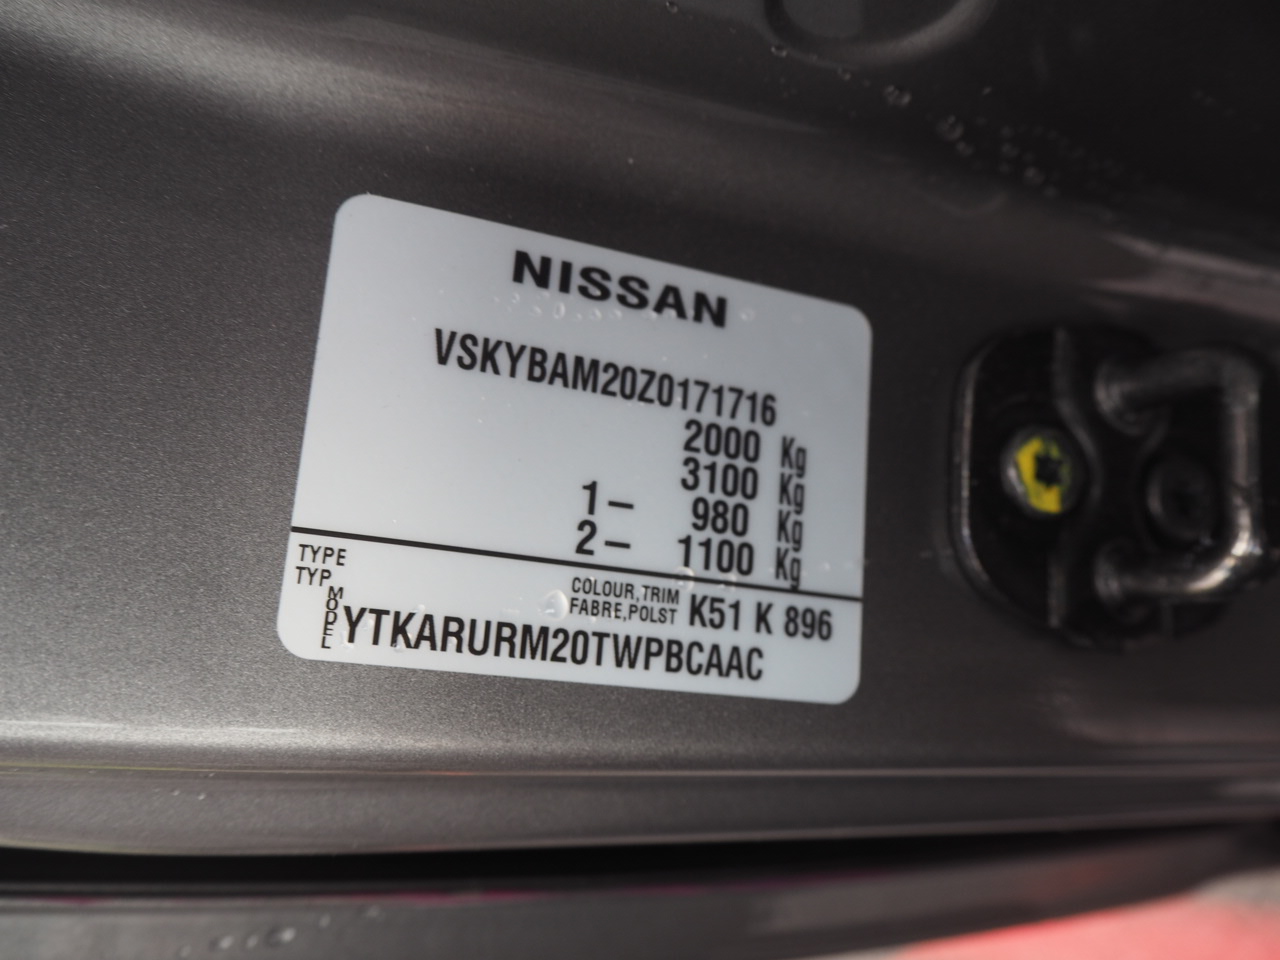 NISSAN
VSKYBAM20Z0171716
2000 Kg
3100 Kg
1– 980 Kg
2– 1100 Kg
TYPE
TYP
MODEL
COLOUR,TRIM
FABRE,POLST
K51 K 896
YTKARURM20TWPBCAAC